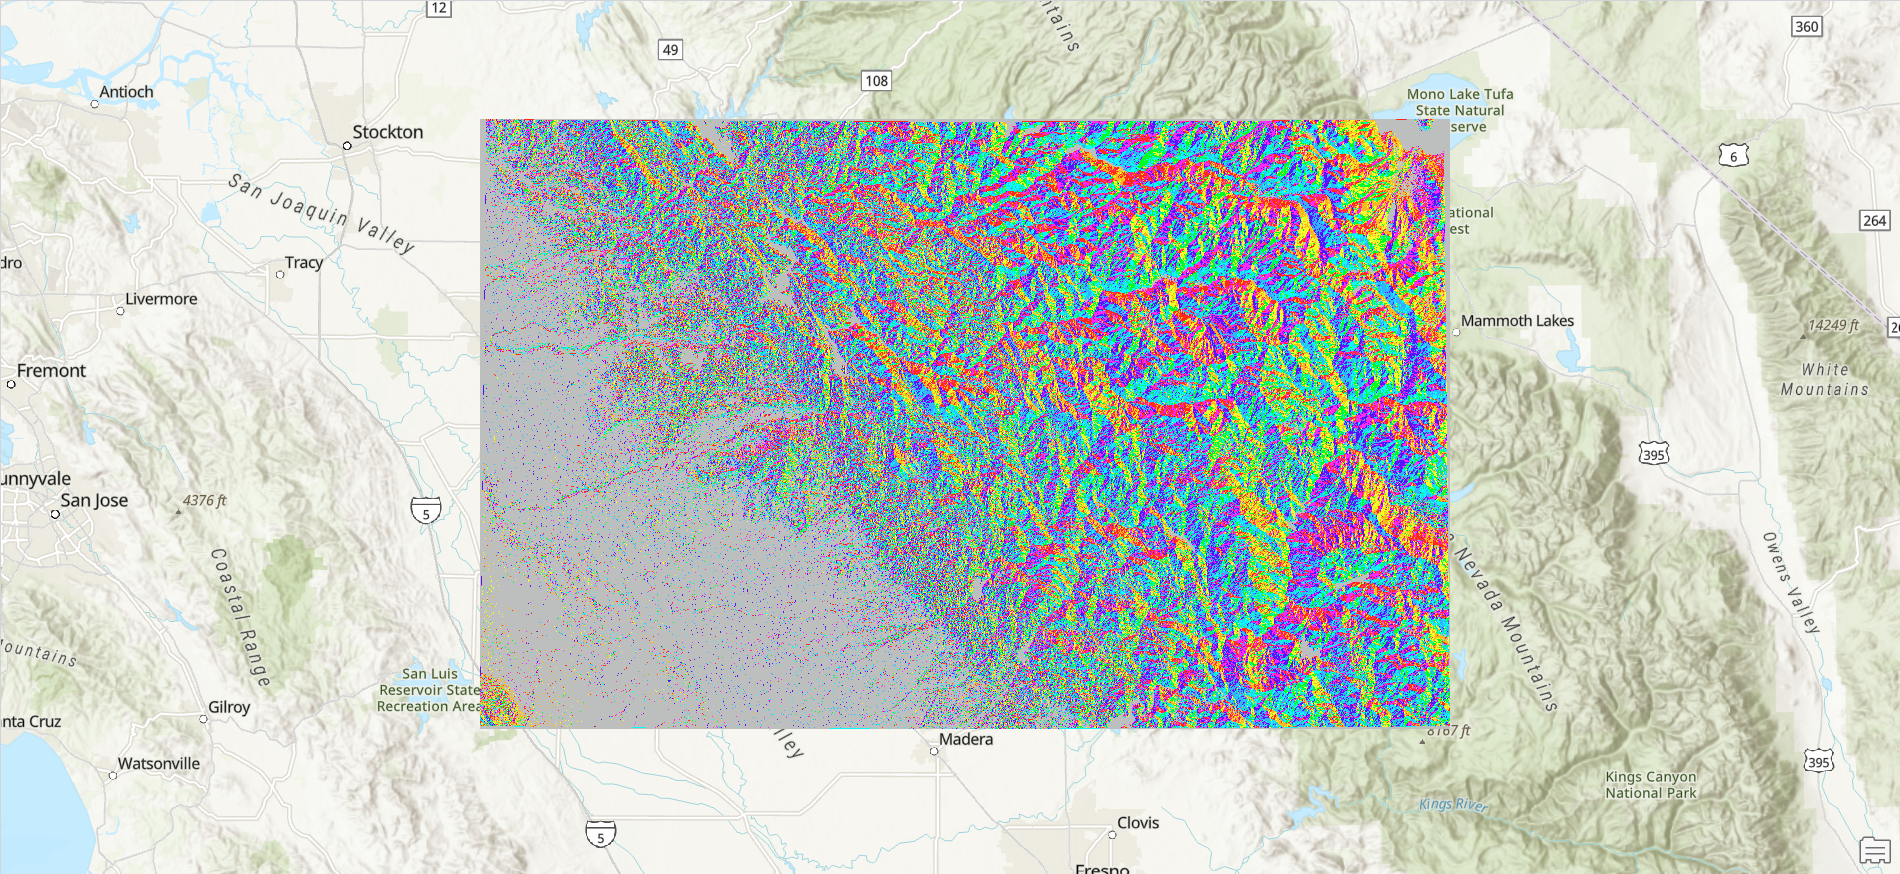 12
49
108
360
Antioch
Mono Lake Tufa
State Natural
serve
Stockton
6
San Joaquin Valley
ational
est
264
dro
Tracy
Livermore
Mammoth Lakes
14249 ft
26
Fremont
White
Mountains
395
unnyvale
San Jose
4376 ft
5
Coastal Range
Owens Valley
Nevada Mountains
ountains
San Luis
Reservoir State
Recreation Area
Gilroy
nta Cruz
8167 ft
lley
Madera
Watsonville
395
Kings Canyon
National Park
Kings River
5
Clovis
Fresno
ntains